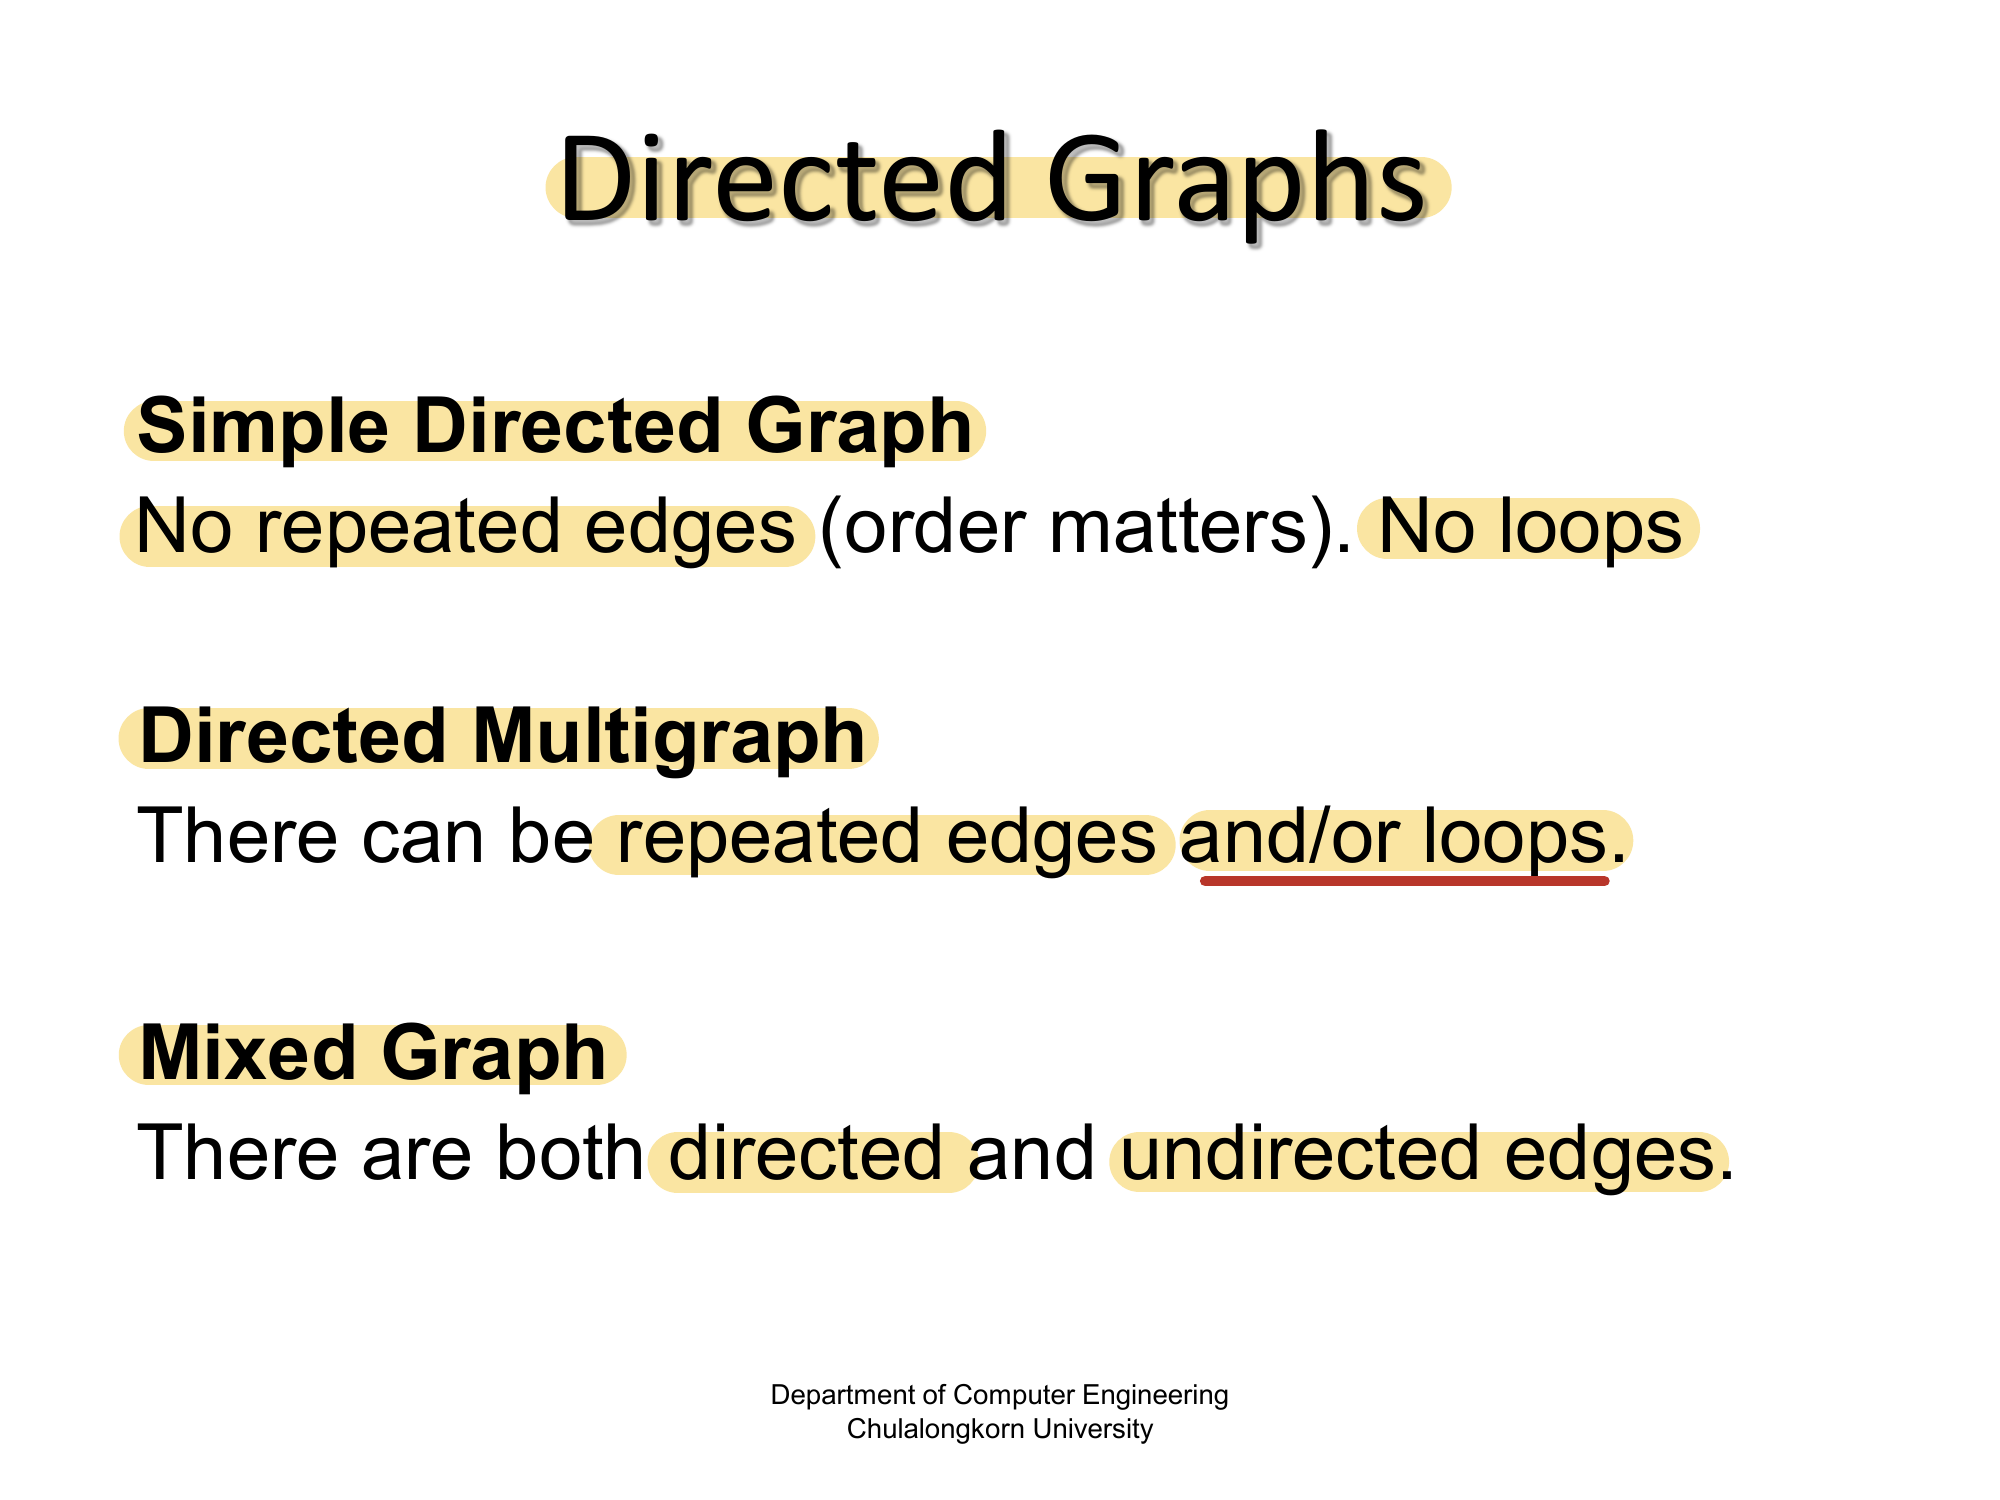 Directed Graphs
Simple Directed Graph
No repeated edges (order matters). No loops
Directed Multigraph
There can be repeated edges and/or loops.
Mixed Graph
There are both directed and undirected edges.
Department of Computer Engineering
Chulalongkorn University